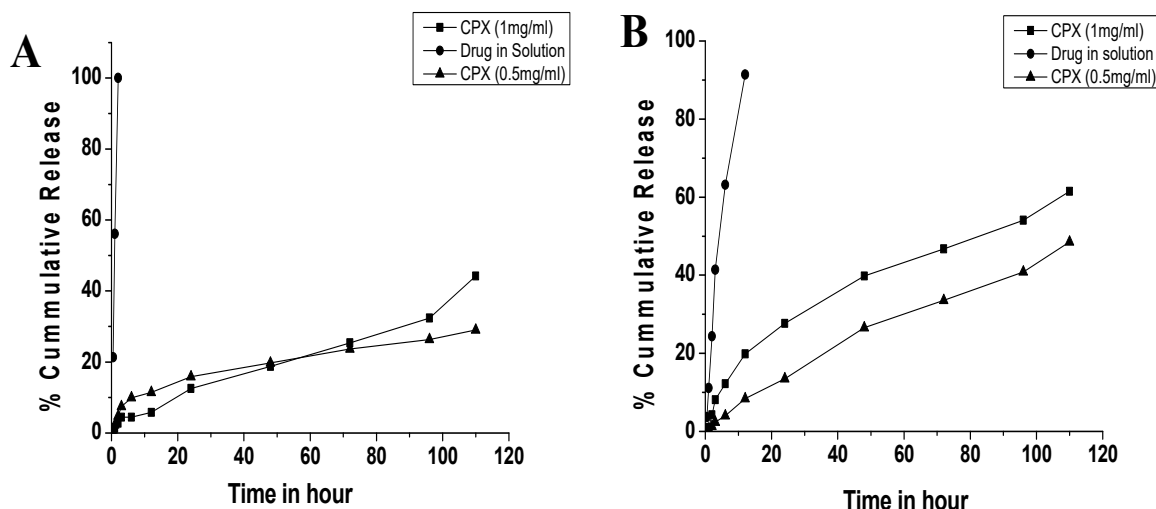 A
CPX (1mg/ml)
Drug in Solution
CPX (0.5mg/ml)
% Cummulative Release
100
80
60
40
20
0
0 20 40 60 80 100 120
Time in hour
B
CPX (1mg/ml)
Drug in solution
CPX (0.5mg/ml)
% Cummulative Release
100
80
60
40
20
0
0 20 40 60 80 100 120
Time in hour